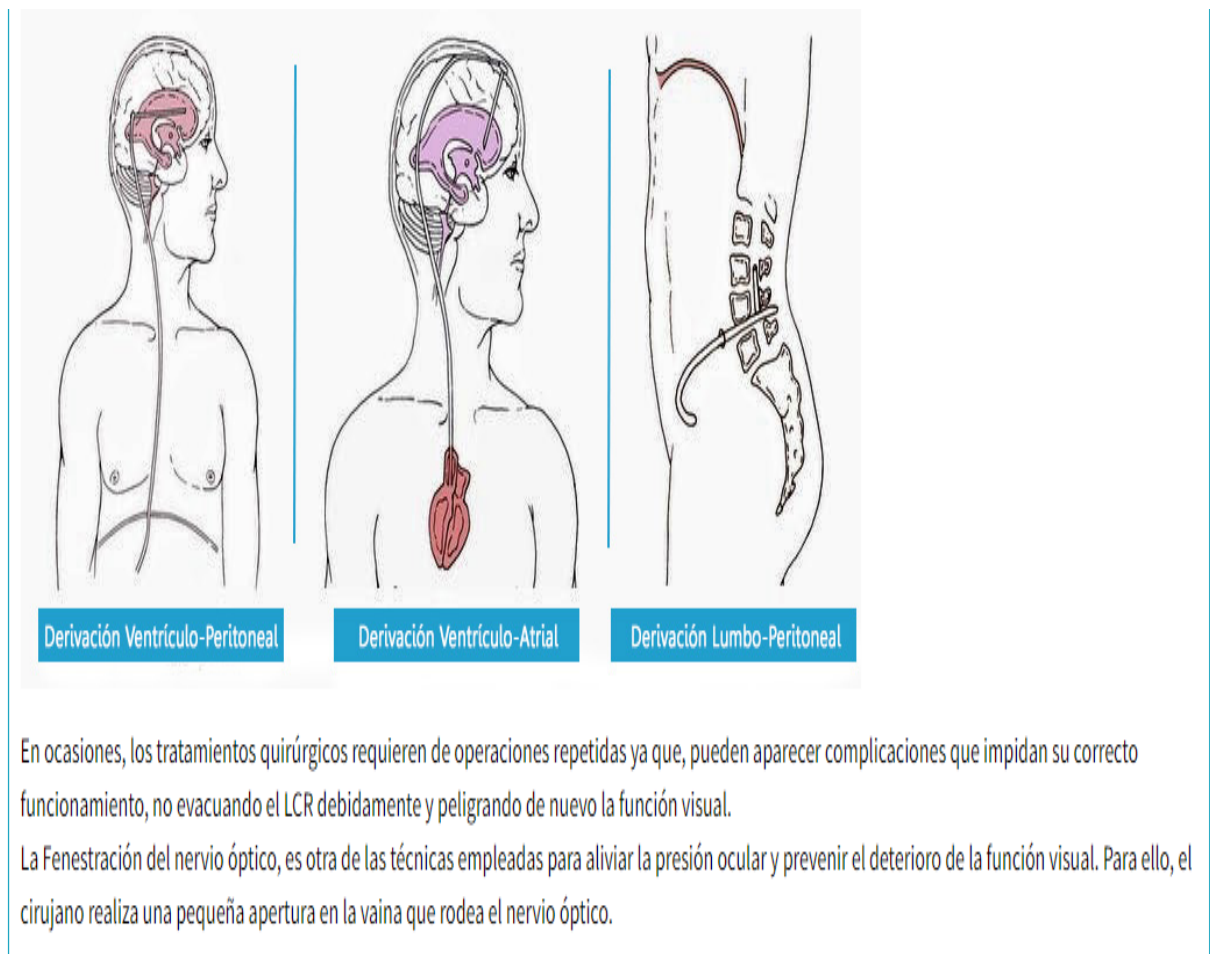 Derivación Ventrículo-Peritoneal
Derivación Ventrículo-Atrial
Derivación Lumbo-Peritoneal
En ocasiones, los tratamientos quirúrgicos requieren de operaciones repetidas ya que, pueden aparecer complicaciones que impidan su correcto
funcionamiento, no evacuando el LCR debidamente y peligrando de nuevo la función visual.
La Fenestración del nervio óptico, es otra de las técnicas empleadas para aliviar la presión ocular y prevenir el deterioro de la función visual. Para ello, el
cirujano realiza una pequeña apertura en la vaina que rodea el nervio óptico.